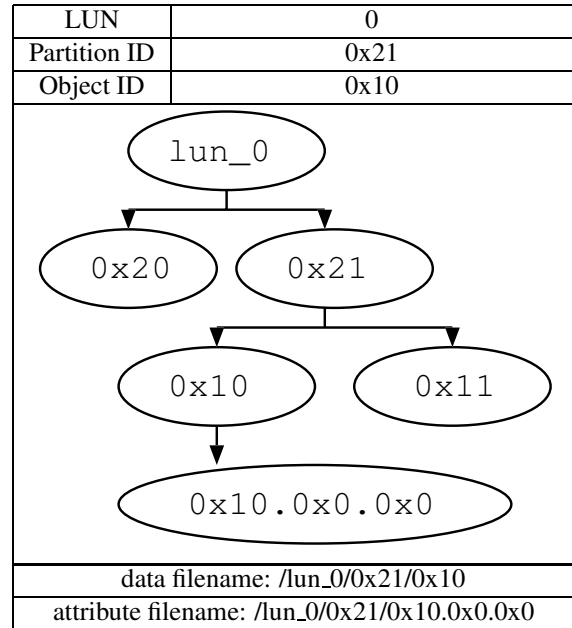 LUN 0
Partition ID 0x21
Object ID 0x10
lun_0
0x20 0x21
0x10 0x11
0x10.0x0.0x0
data filename: /lun_0/0x21/0x10
attribute filename: /lun_0/0x21/0x10.0x0.0x0